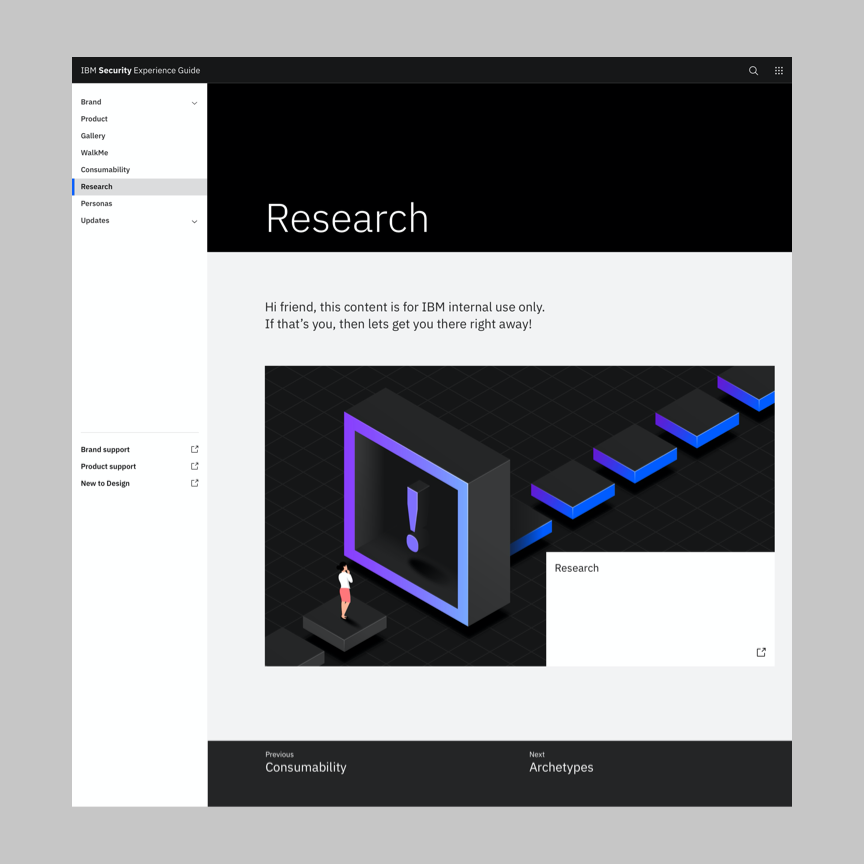 IBM Security Experience Guide
Brand
Product
Gallery
WalkMe
Consumability
Research
Personas
Updates
Brand support
Product support
New to Design
Research
Hi friend, this content is for IBM internal use only.
If that’s you, then lets get you there right away!
!
Research
Previous
Consumability
Next
Archetypes